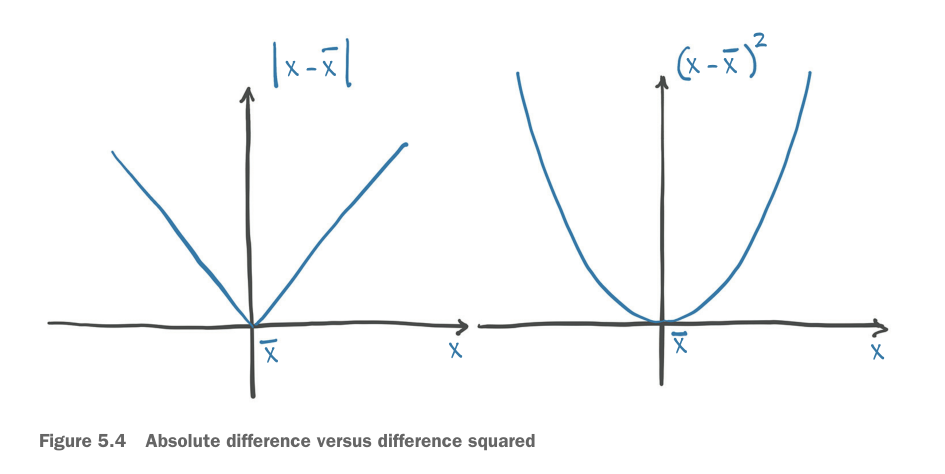 |x - x̄|
(x - x̄)²
x̄
x
x̄
x
Figure 5.4 Absolute difference versus difference squared